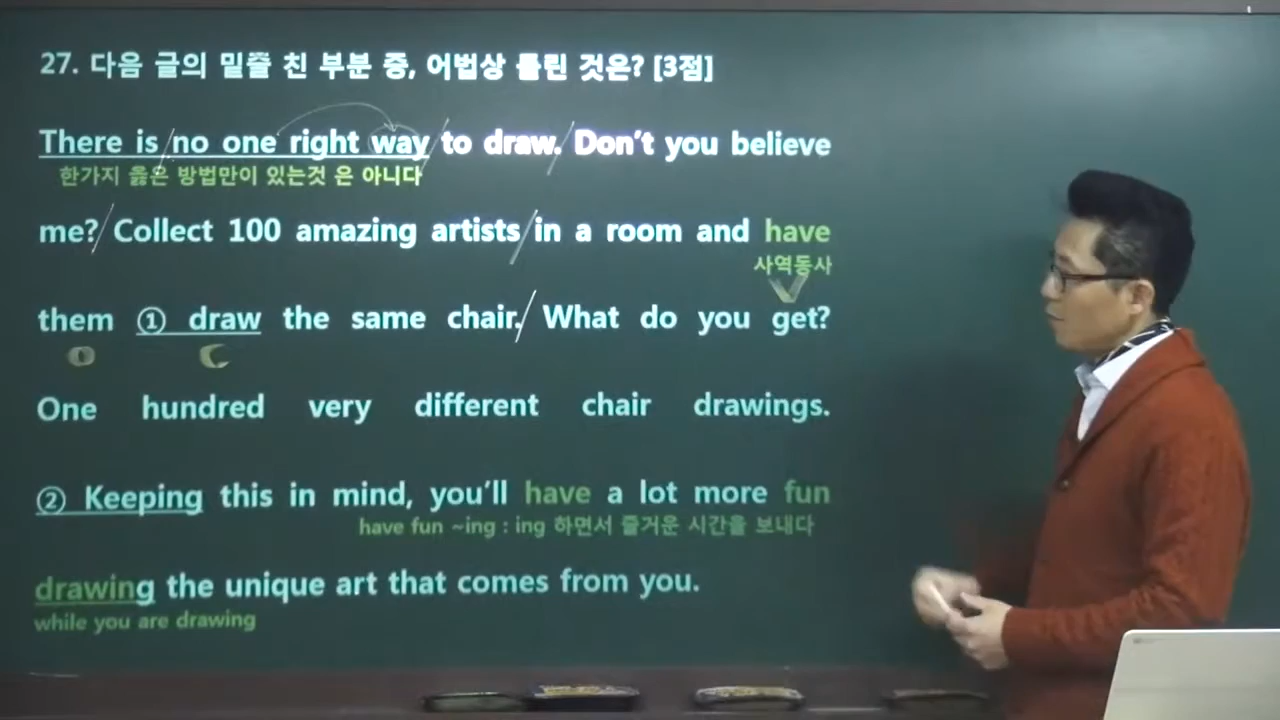 27. 다음 글의 밑줄 친 부분 중, 어법상 틀린 것은? [3점]
There is no one right way to draw. Don't you believe
한가지 옳은 방법만이 있는것 은 아니다
me? Collect 100 amazing artists in a room and have
사역동사
them ① draw the same chair. What do you get?
O C
One hundred very different chair drawings.
② Keeping this in mind, you'll have a lot more fun
have fun ~ing : ing 하면서 즐거운 시간을 보내다
drawing the unique art that comes from you.
while you are drawing